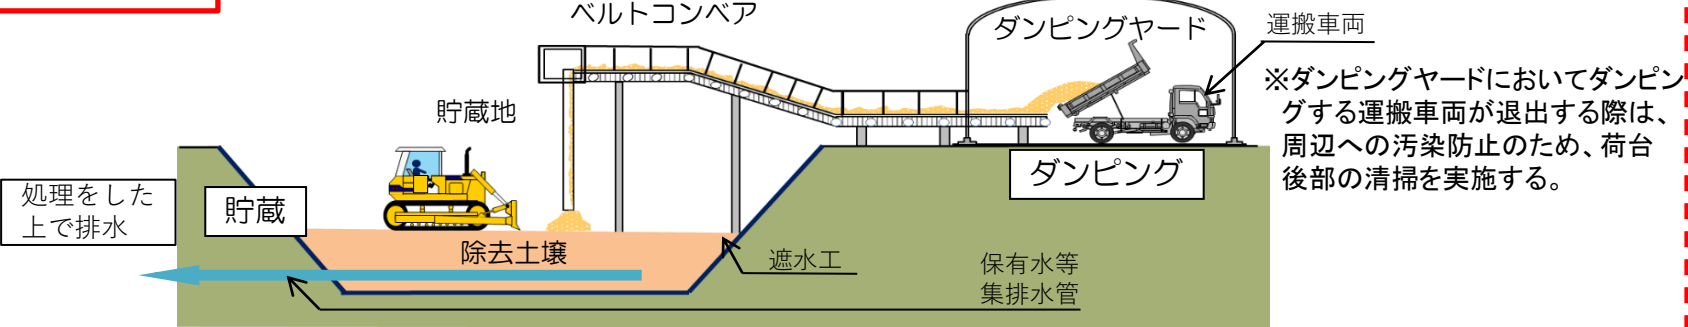 ベルトコンベア
ダンピングヤード
運搬車両
※ダンピングヤードにおいてダンピン
グする運搬車両が退出する際は、
周辺への汚染防止のため、荷台
後部の清掃を実施する。
貯蔵地
ダンピング
処理をした
上で排水
貯蔵
除去土壌
遮水工
保有水等
集排水管